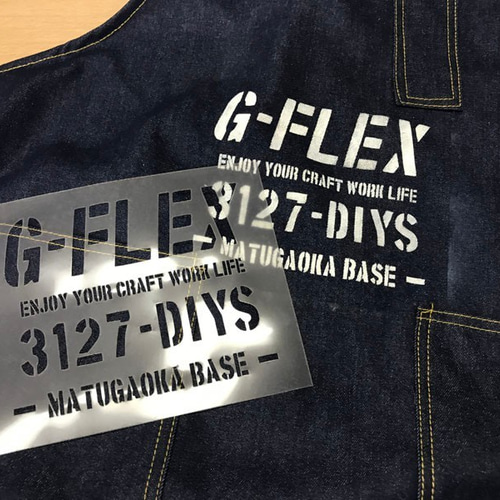 G-FLEX
ENJOY YOUR CRAFT WORK LIFE
3127-DIYS
- MATUGAOKA BASE -
G-FLEX
ENJOY YOUR CRAFT WORK LIFE
3127-DIYS
- MATUGAOKA BASE -